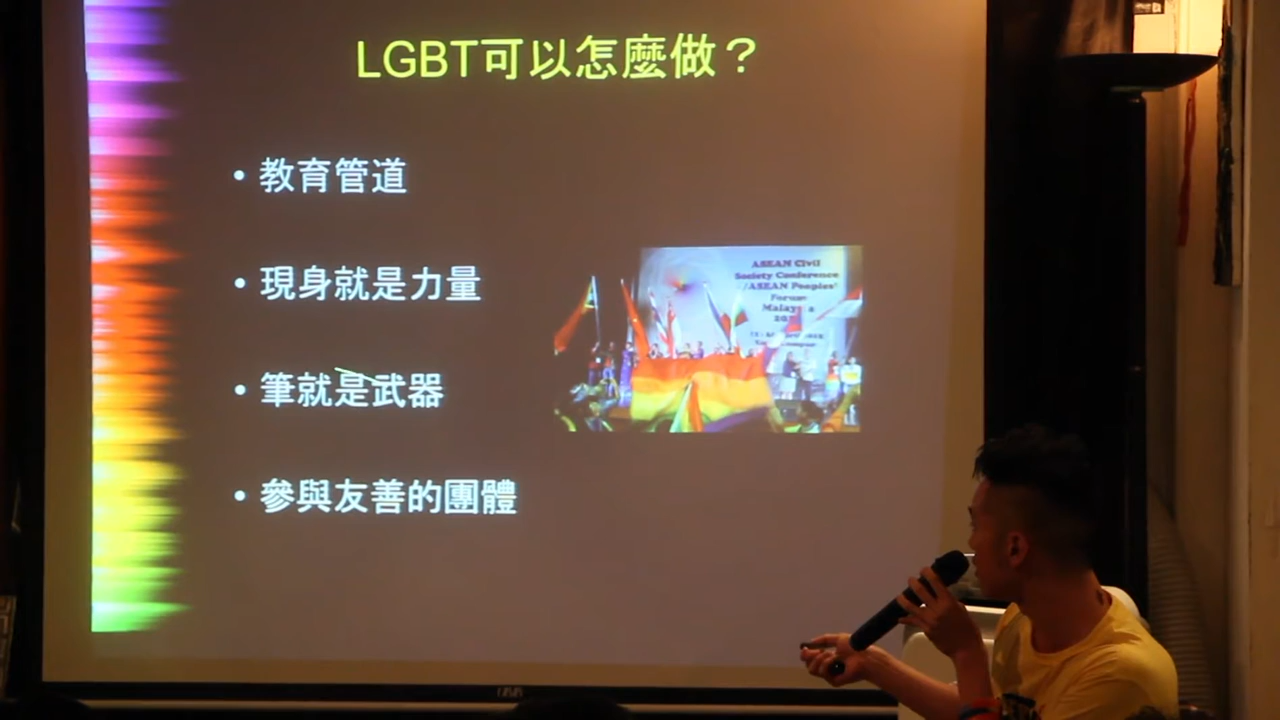 LGBT可以怎麼做？
• 教育管道
• 現身就是力量
• 筆就是武器
• 參與友善的團體
ASEAN Civil
Society Conference
/ASEAN Peoples'
Forum